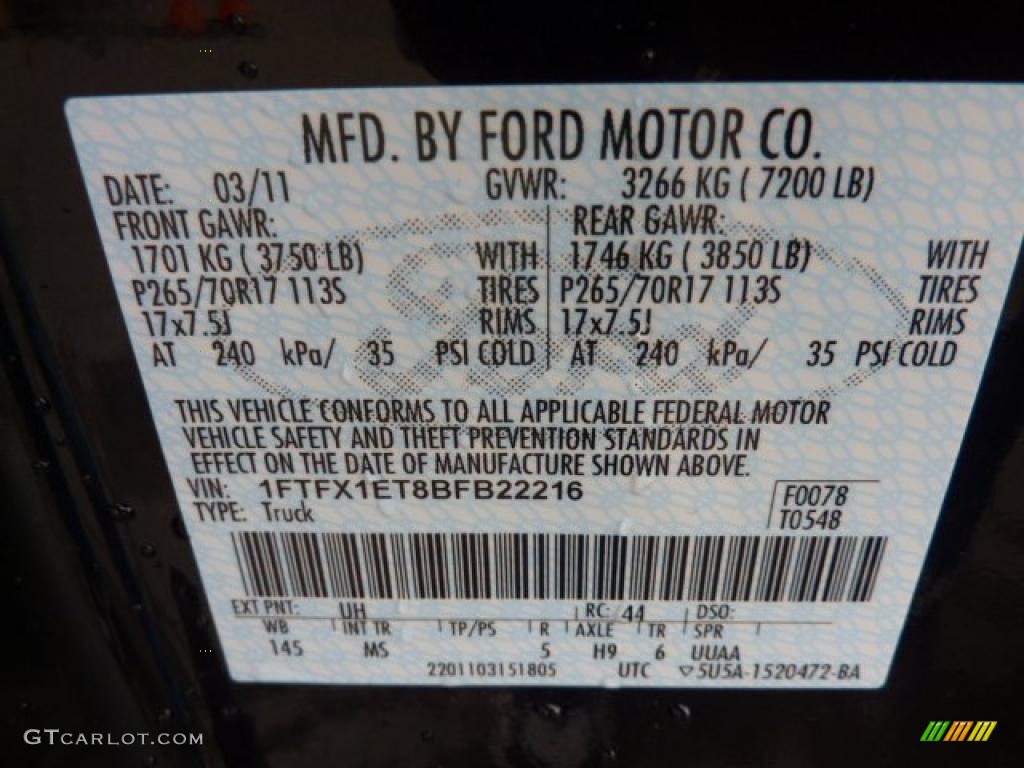 MFD. BY FORD MOTOR CO.
DATE: 03/11 GVWR: 3266 KG ( 7200 LB)
FRONT GAWR: REAR GAWR:
1701 KG ( 3750 LB) WITH 1746 KG ( 3850 LB) WITH
P265/70R17 113S TIRES P265/70R17 113S TIRES
17x7.5J RIMS 17x7.5J RIMS
AT 240 kPa/ 35 PSI COLD AT 240 kPa/ 35 PSI COLD
THIS VEHICLE CONFORMS TO ALL APPLICABLE FEDERAL MOTOR
VEHICLE SAFETY AND THEFT PREVENTION STANDARDS IN
EFFECT ON THE DATE OF MANUFACTURE SHOWN ABOVE.
VIN: 1FTFX1ET8BFB22216 F0078
TYPE: Truck T0548
EXT PNT: UH RC: 44 DSO:
WB INT TR TP/PS R AXLE TR SPR
145 MS 5 H9 6 UUAA
2201103151805 UTC 5U5A-1520472-BA
GTCARLOT.COM